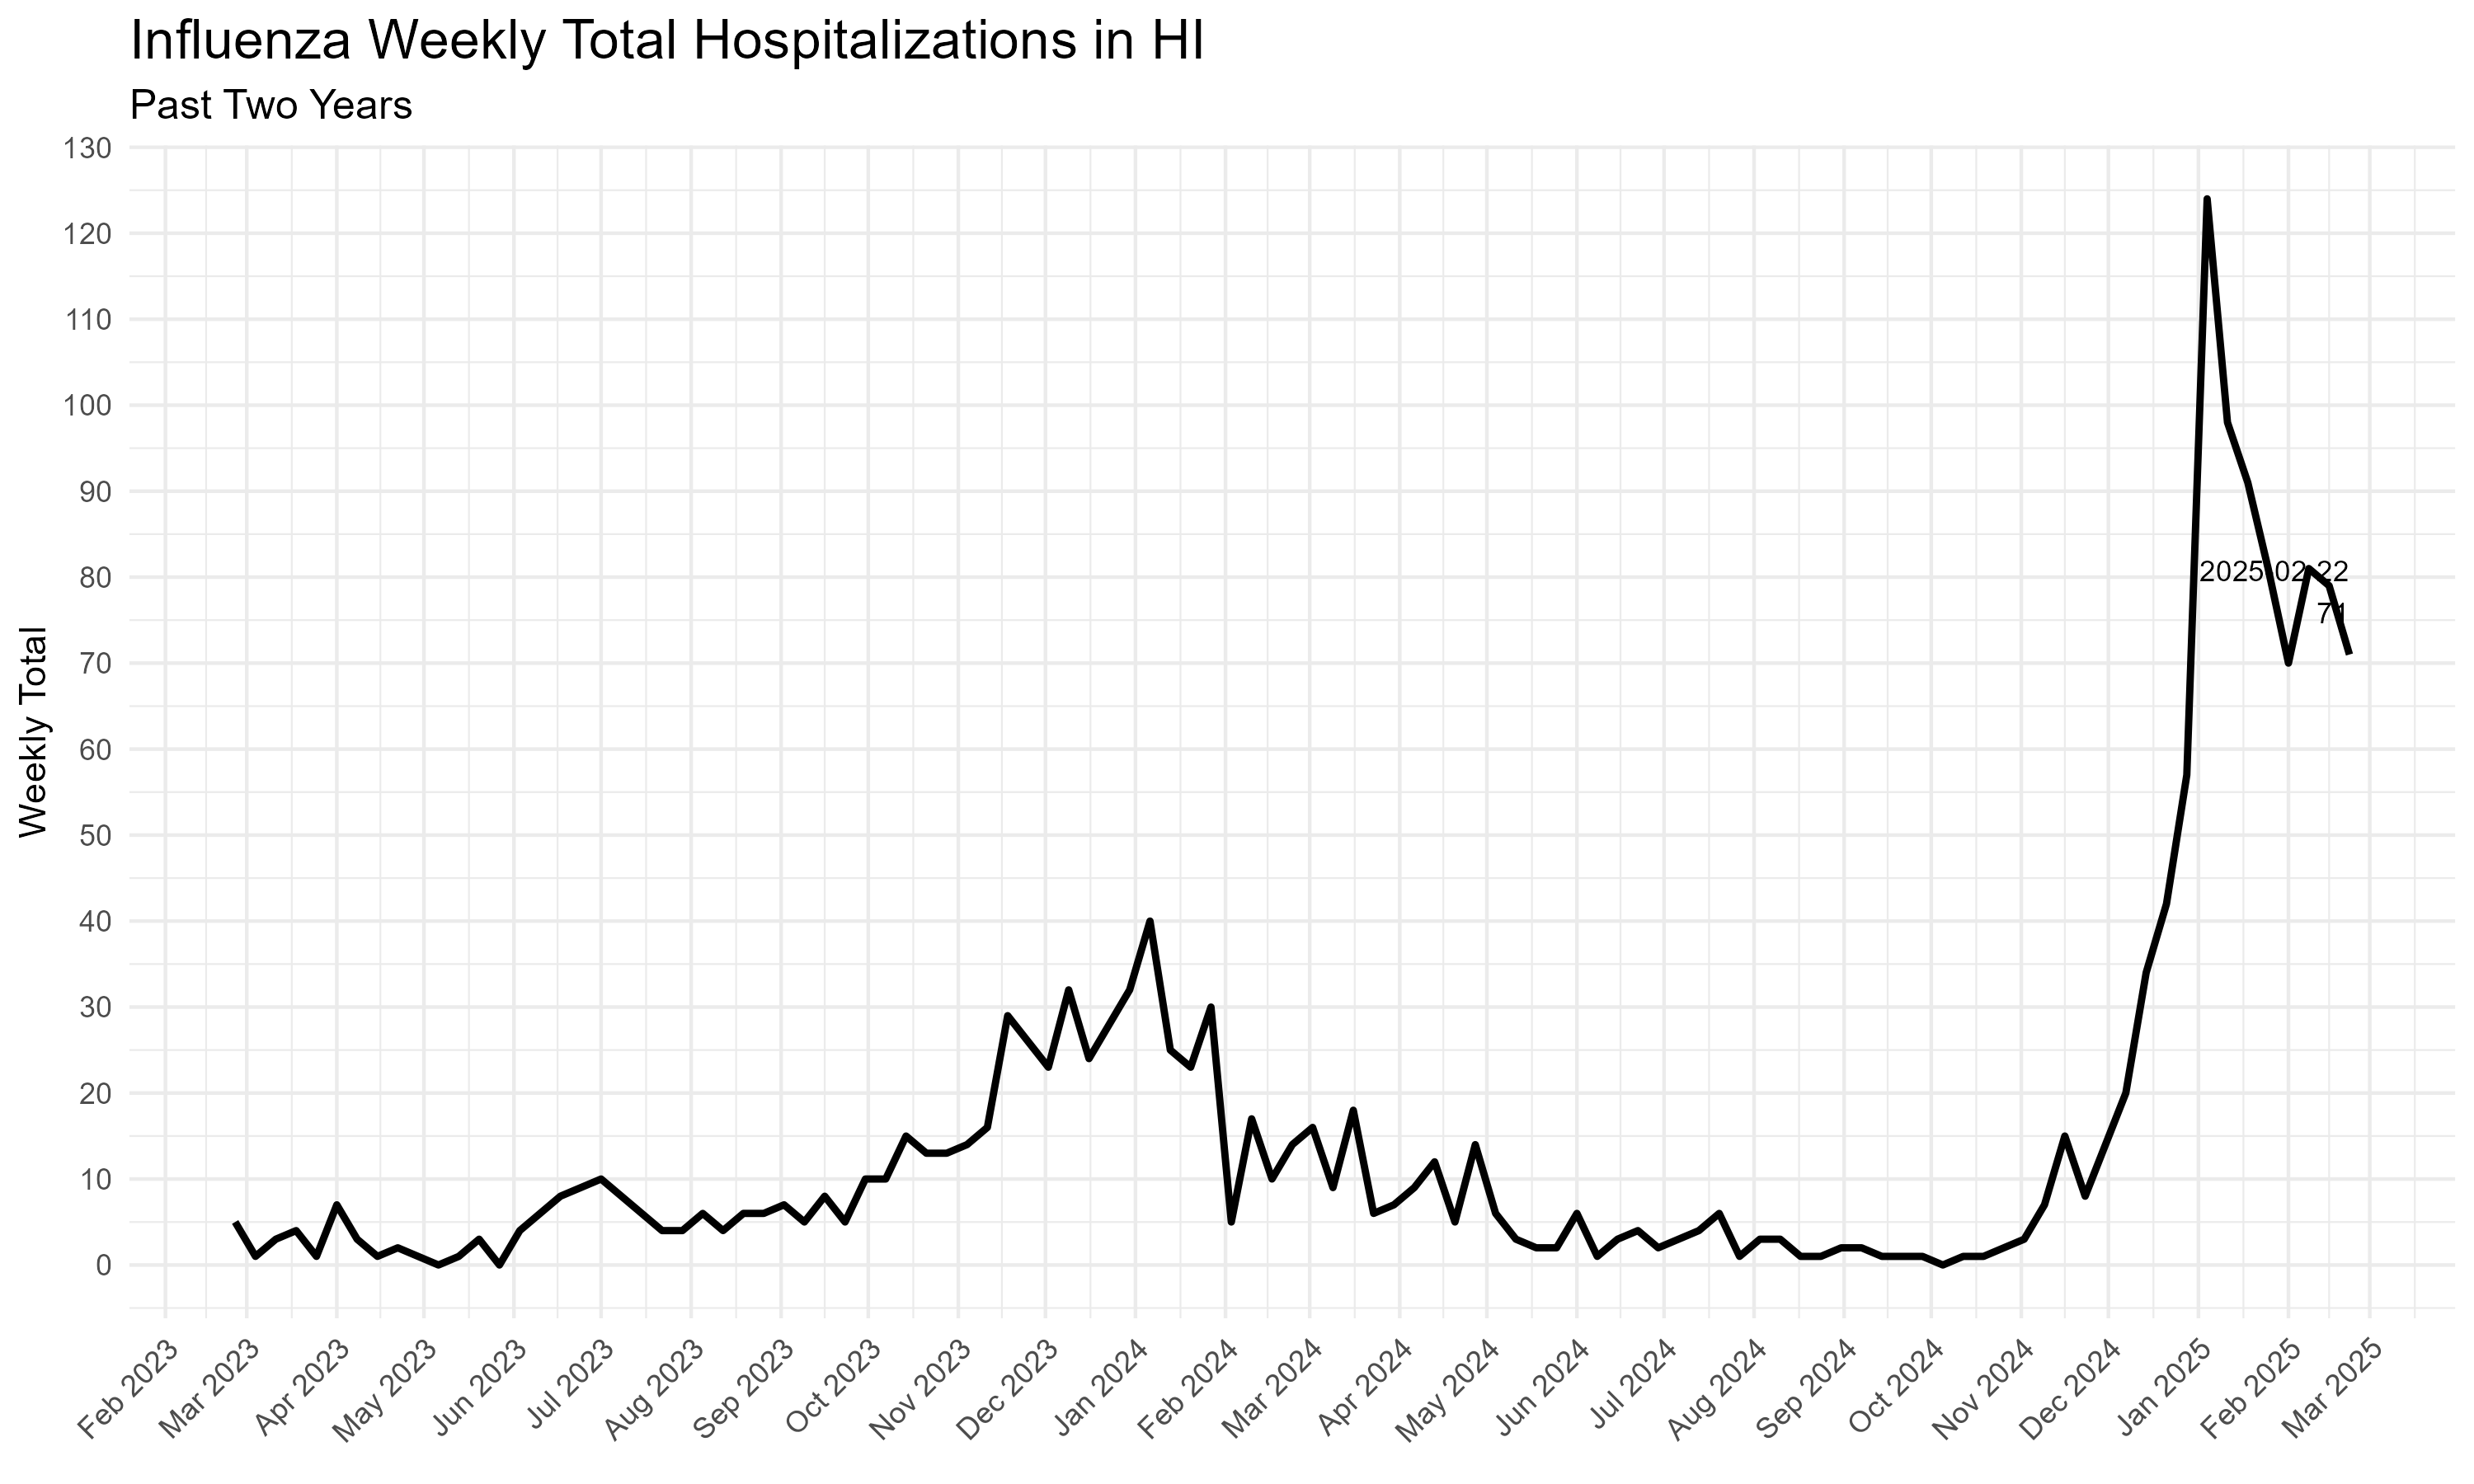 Influenza Weekly Total Hospitalizations in HI
Past Two Years
Weekly Total
130
120
110
100
90
80
70
60
50
40
30
20
10
0
2025-02-22
71
Feb 2023
Mar 2023
Apr 2023
May 2023
Jun 2023
Jul 2023
Aug 2023
Sep 2023
Oct 2023
Nov 2023
Dec 2023
Jan 2024
Feb 2024
Mar 2024
Apr 2024
May 2024
Jun 2024
Jul 2024
Aug 2024
Sep 2024
Oct 2024
Nov 2024
Dec 2024
Jan 2025
Feb 2025
Mar 2025